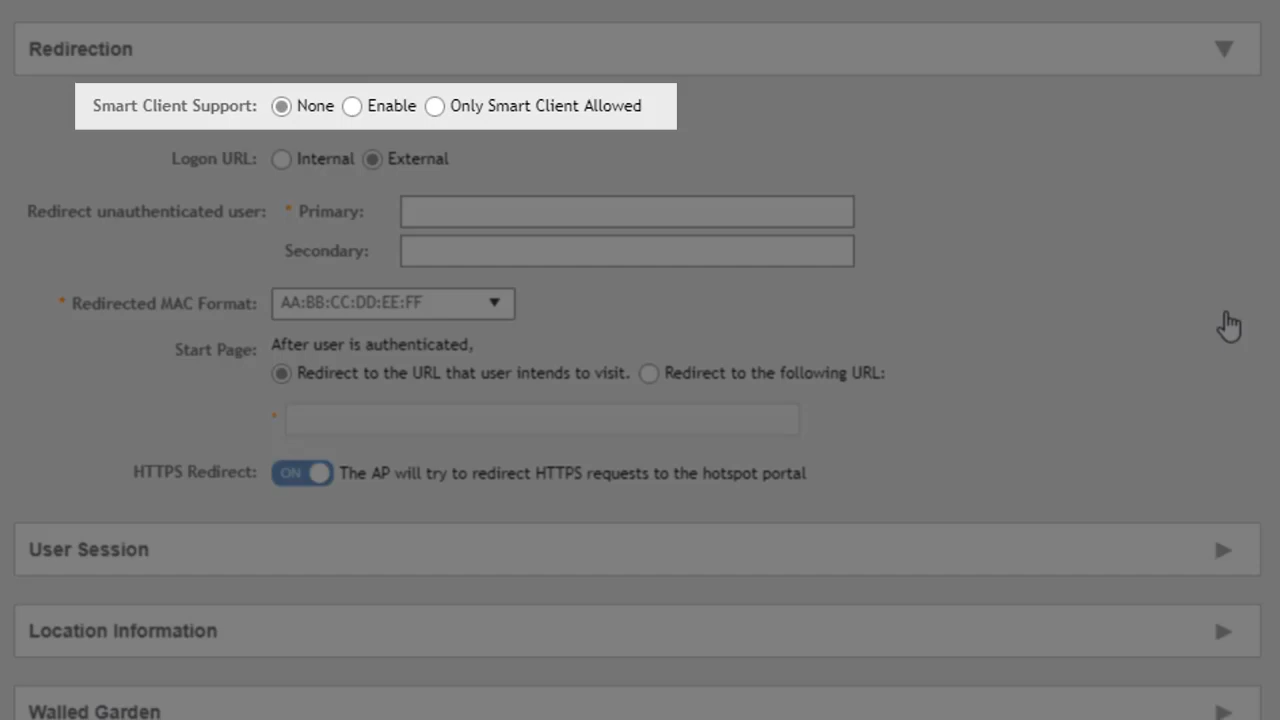 Redirection
Smart Client Support: None Enable Only Smart Client Allowed
Logon URL: Internal External
Redirect unauthenticated user: * Primary:
Secondary:
* Redirected MAC Format: AA:BB:CC:DD:EE:FF
Start Page: After user is authenticated,
Redirect to the URL that user intends to visit. Redirect to the following URL:
*
HTTPS Redirect: ON The AP will try to redirect HTTPS requests to the hotspot portal
User Session
Location Information
Walled Garden